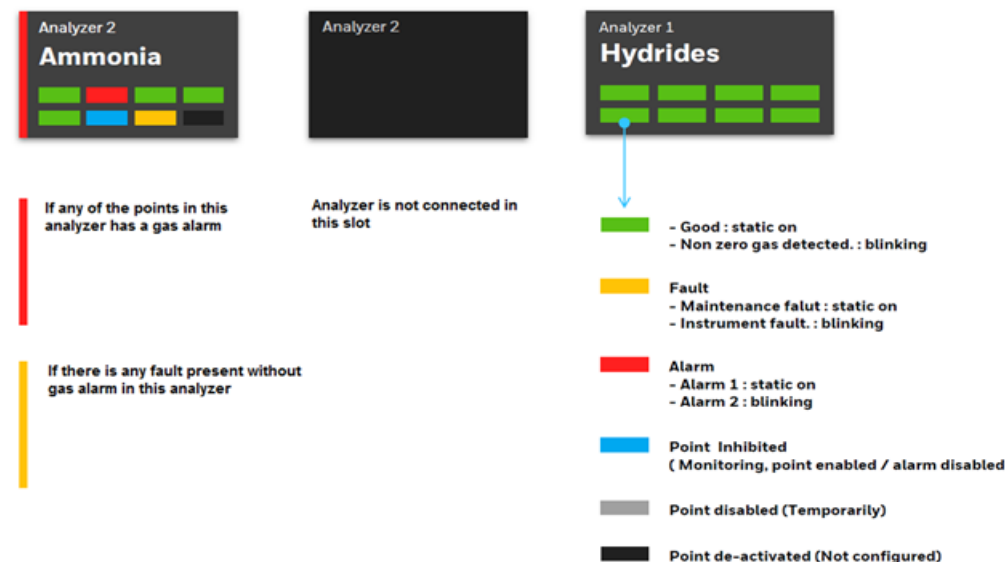 Analyzer 2
Ammonia
Analyzer 2
Analyzer 1
Hydrides
If any of the points in this
analyzer has a gas alarm
Analyzer is not connected in
this slot
If there is any fault present without
gas alarm in this analyzer
- Good : static on
- Non zero gas detected. : blinking
Fault
- Maintenance falut : static on
- Instrument fault. : blinking
Alarm
- Alarm 1 : static on
- Alarm 2 : blinking
Point Inhibited
( Monitoring, point enabled / alarm disabled
Point disabled (Temporarily)
Point de-activated (Not configured)